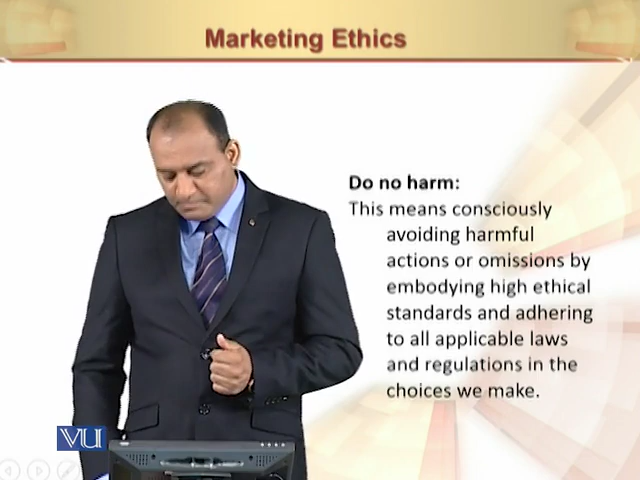 Marketing Ethics
Do no harm:
This means consciously
avoiding harmful
actions or omissions by
embodying high ethical
standards and adhering
to all applicable laws
and regulations in the
choices we make.
VU